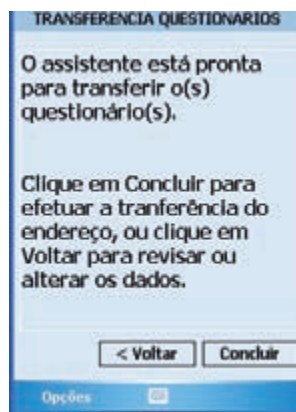 TRANSFERENCIA QUESTIONARIOS
O assistente está pronta
para transferir o(s)
questionário(s).
Clique em Concluir para
efetuar a tranferência do
endereço, ou clique em
Voltar para revisar ou
alterar os dados.
< Voltar Concluir
Opções